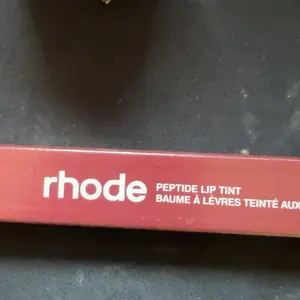 rhode
PEPTIDE LIP TINT
BAUME À LÈVRES TEINTÉ AUX